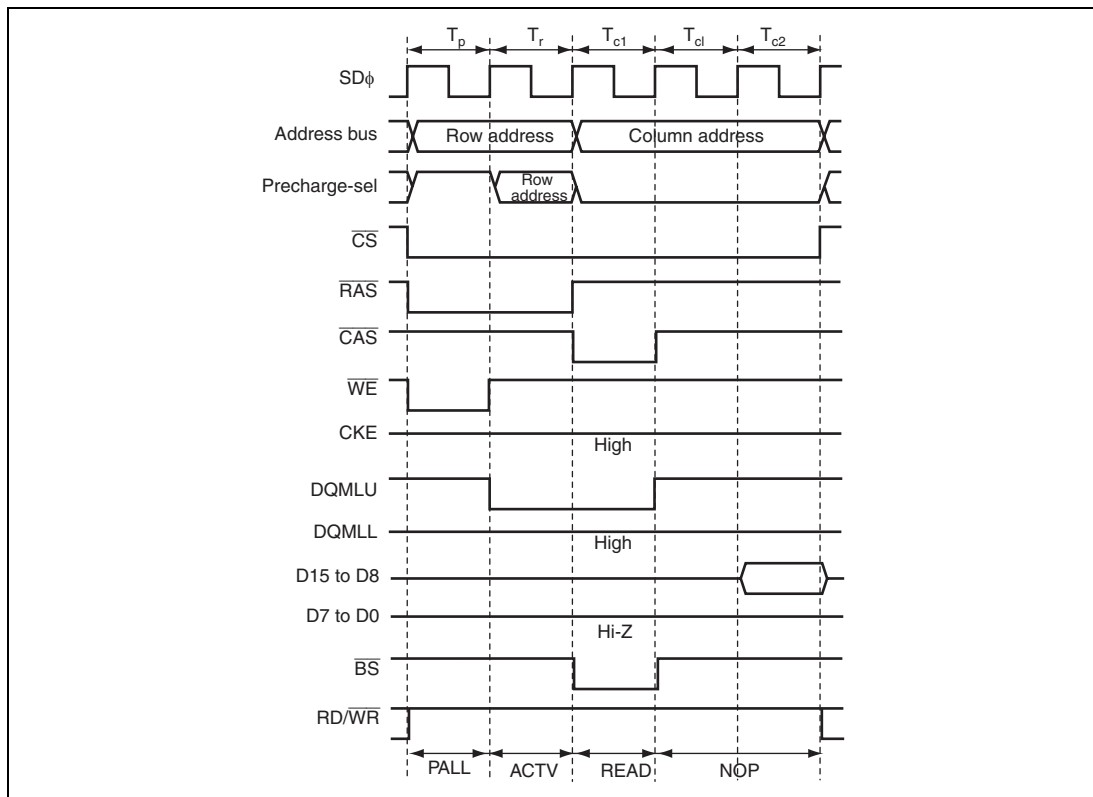 Tp Tr Tc1 Tcl Tc2
SDϕ
Address bus Row address Column address
Precharge-sel Row address
CS
RAS
CAS
WE
CKE High
DQMLU
DQMLL High
D15 to D8
D7 to D0 Hi-Z
BS
RD/WR
PALL ACTV READ NOP